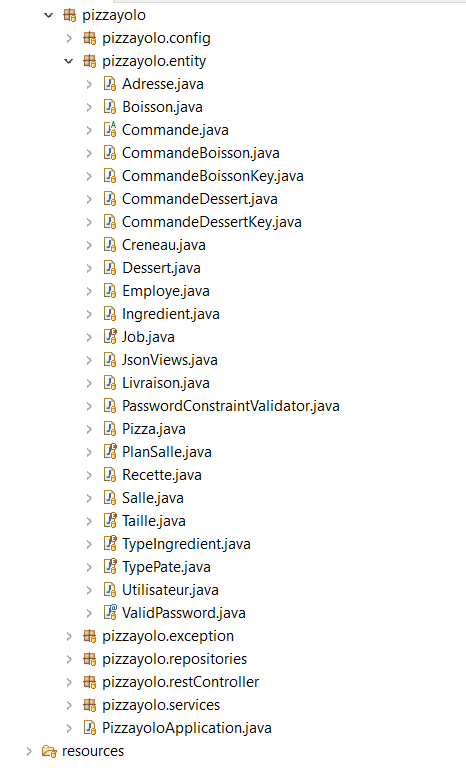 pizzayolo
pizzayolo.config
pizzayolo.entity
Adresse.java
Boisson.java
Commande.java
CommandeBoisson.java
CommandeBoissonKey.java
CommandeDessert.java
CommandeDessertKey.java
Creneau.java
Dessert.java
Employe.java
Ingredient.java
Job.java
JsonViews.java
Livraison.java
PasswordConstraintValidator.java
Pizza.java
PlanSalle.java
Recette.java
Salle.java
Taille.java
TypeIngredient.java
TypePate.java
Utilisateur.java
ValidPassword.java
pizzayolo.exception
pizzayolo.repositories
pizzayolo.restController
pizzayolo.services
PizzayoloApplication.java
resources